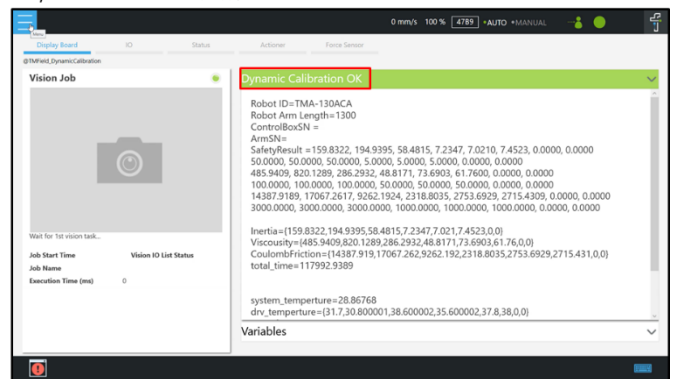 0 mm/s 100 % 4789 •AUTO •MANUAL
Menu
Display Board IO Status Actioner Force Sensor
@TMField_DynamicCalibration
Vision Job
Wait for 1st vision task...
Job Start Time Vision IO List Status
Job Name
Execution Time (ms) 0
Dynamic Calibration OK
Robot ID=TMA-130ACA
Robot Arm Length=1300
ControlBoxSN =
ArmSN=
SafetyResult =159.8322, 194.9395, 58.4815, 7.2347, 7.0210, 7.4523, 0.0000, 0.0000
50.0000, 50.0000, 50.0000, 5.0000, 5.0000, 5.0000, 0.0000, 0.0000
485.9409, 820.1289, 286.2932, 48.8171, 73.6903, 61.7600, 0.0000, 0.0000
100.0000, 100.0000, 100.0000, 50.0000, 50.0000, 50.0000, 0.0000, 0.0000
14387.9189, 17067.2617, 9262.1924, 2318.8035, 2753.6929, 2715.4309, 0.0000, 0.0000
3000.0000, 3000.0000, 3000.0000, 1000.0000, 1000.0000, 1000.0000, 0.0000, 0.0000
Inertia={159.8322,194.9395,58.4815,7.2347,7.021,7.4523,0,0}
Viscousity={485.9409,820.1289,286.2932,48.8171,73.6903,61.76,0,0}
CoulombFriction={14387.919,17067.262,9262.192,2318.8035,2753.6929,2715.431,0,0}
total_time=117992.9389
system_temperture=28.86768
drv_temperture={31.7,30.800001,38.600002,35.600002,37.8,38,0,0}
Variables